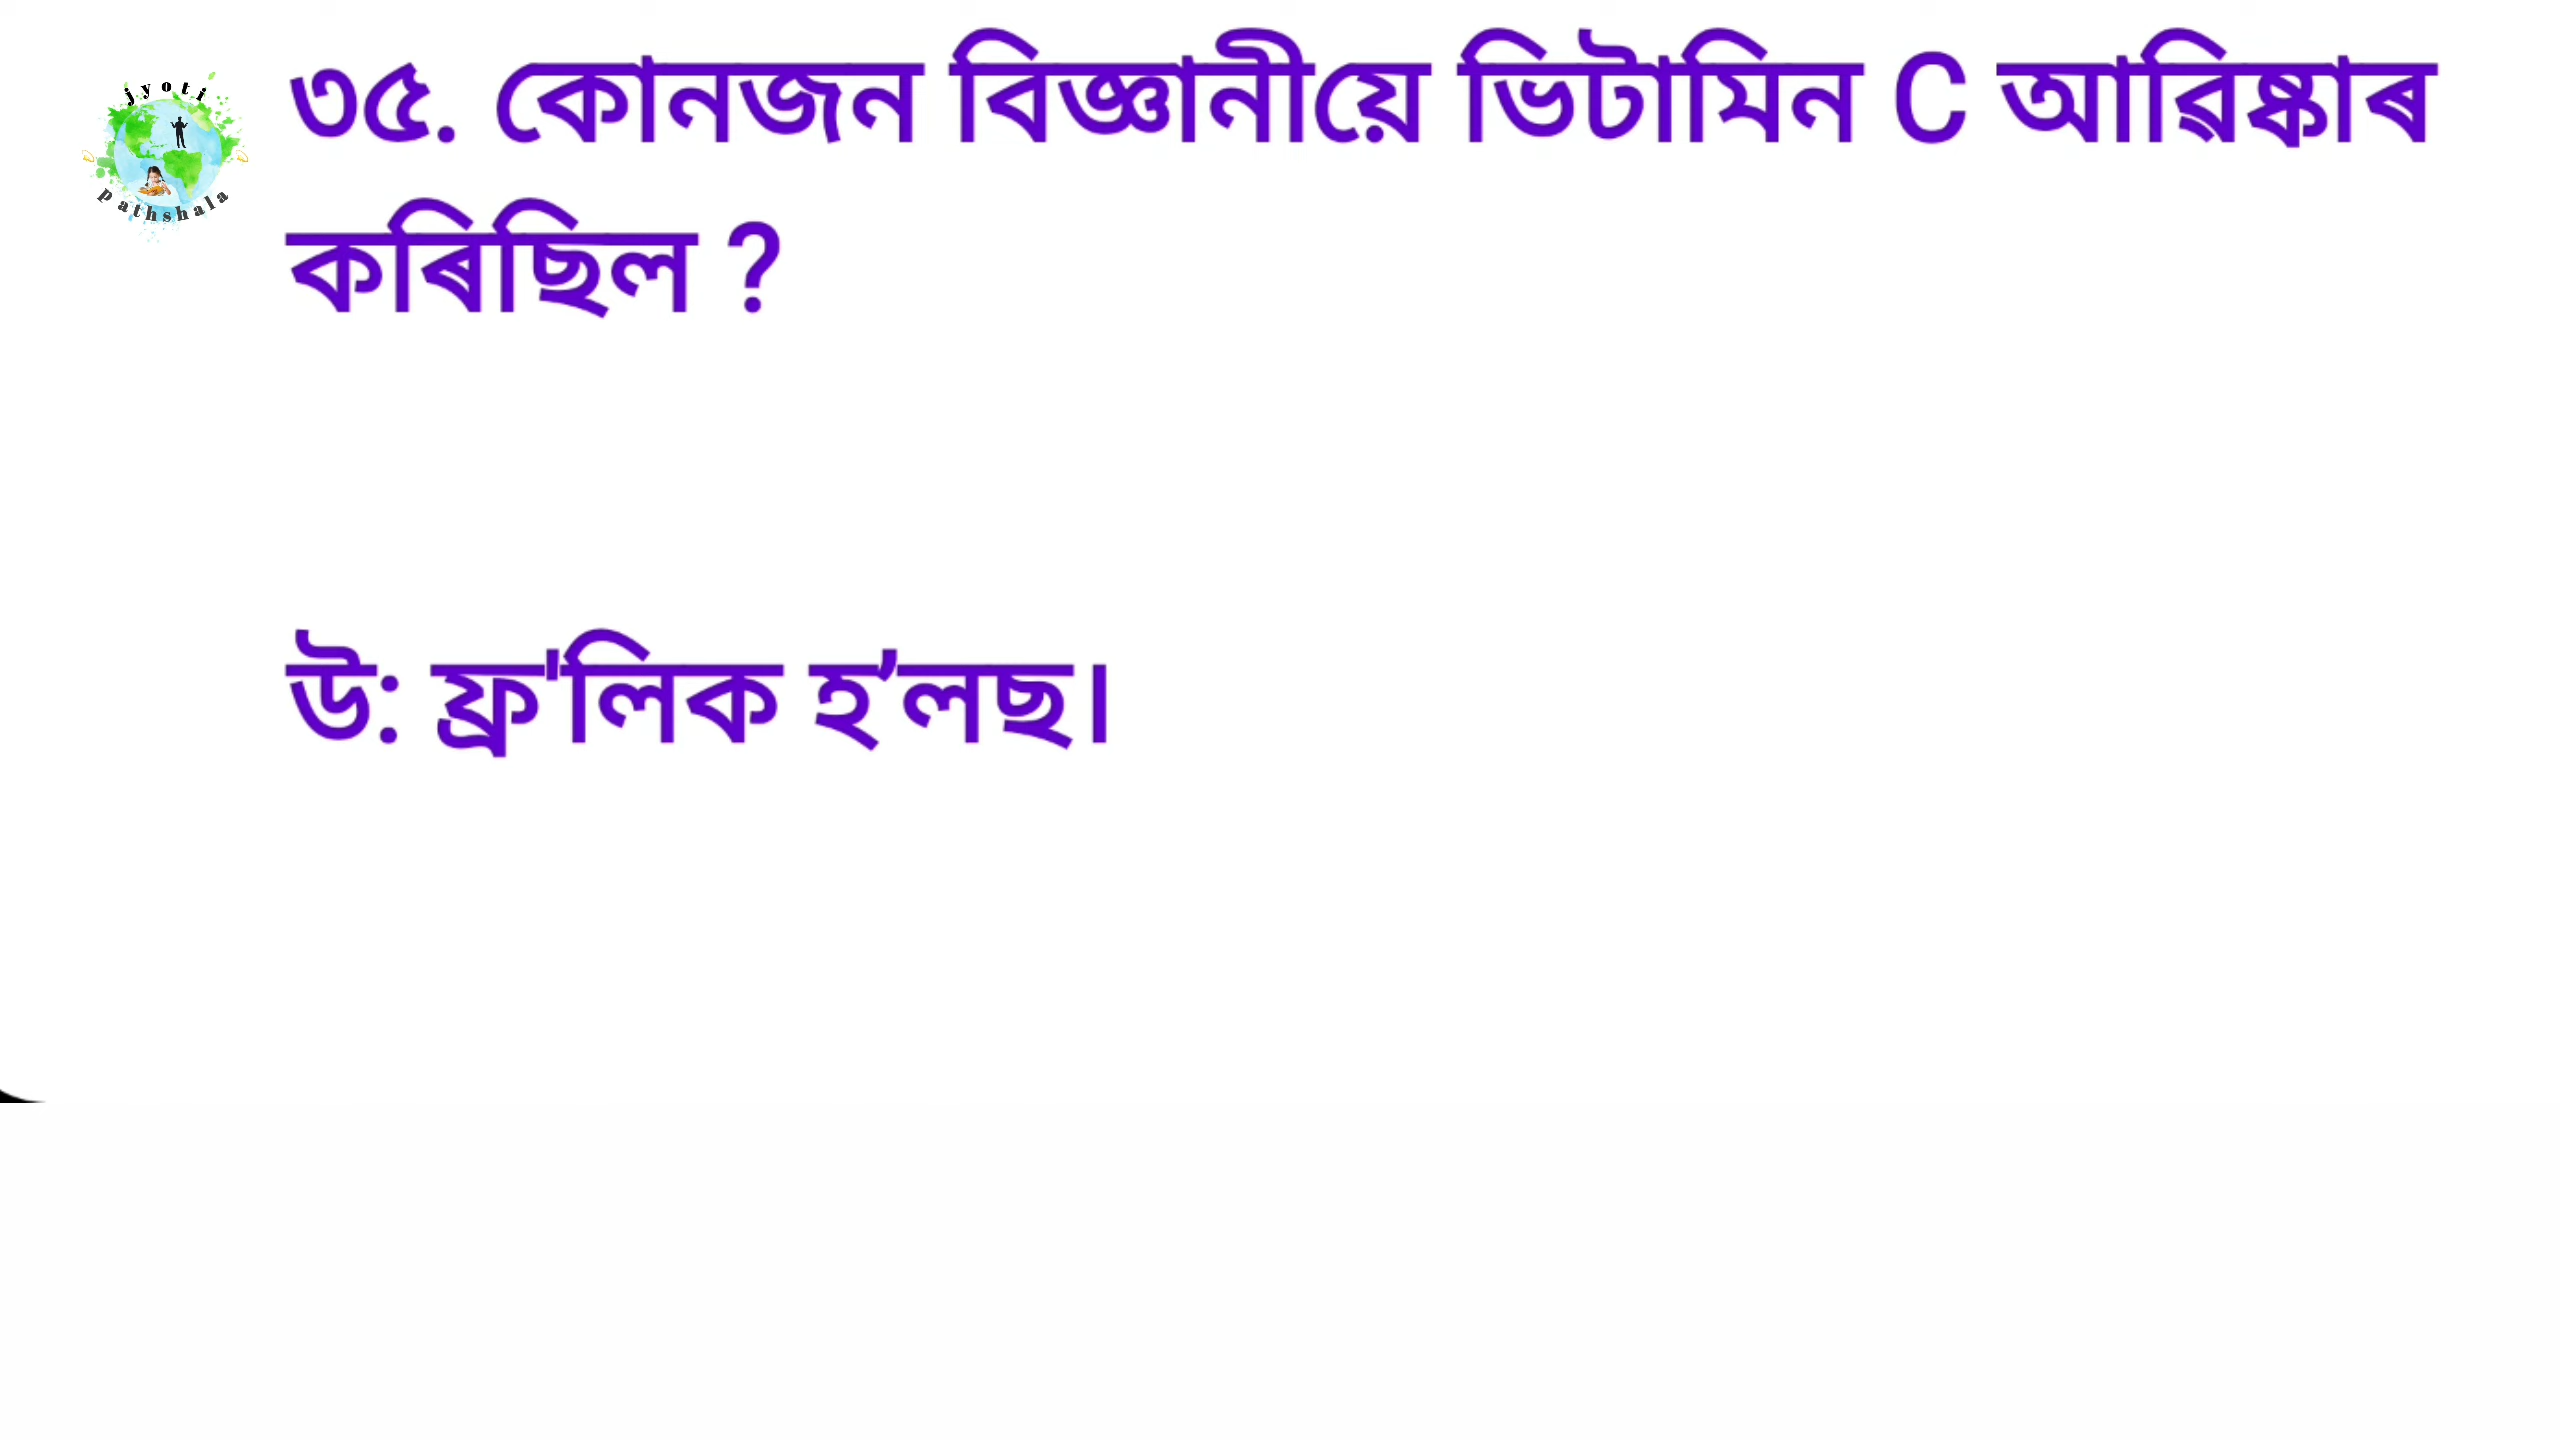 jyoti
pathshala
৩৫. কোনজন বিজ্ঞানীয়ে ভিটামিন C আৱিষ্কাৰ
কৰিছিল ?
উ: ফ্ৰ'লিক হ’লছ।